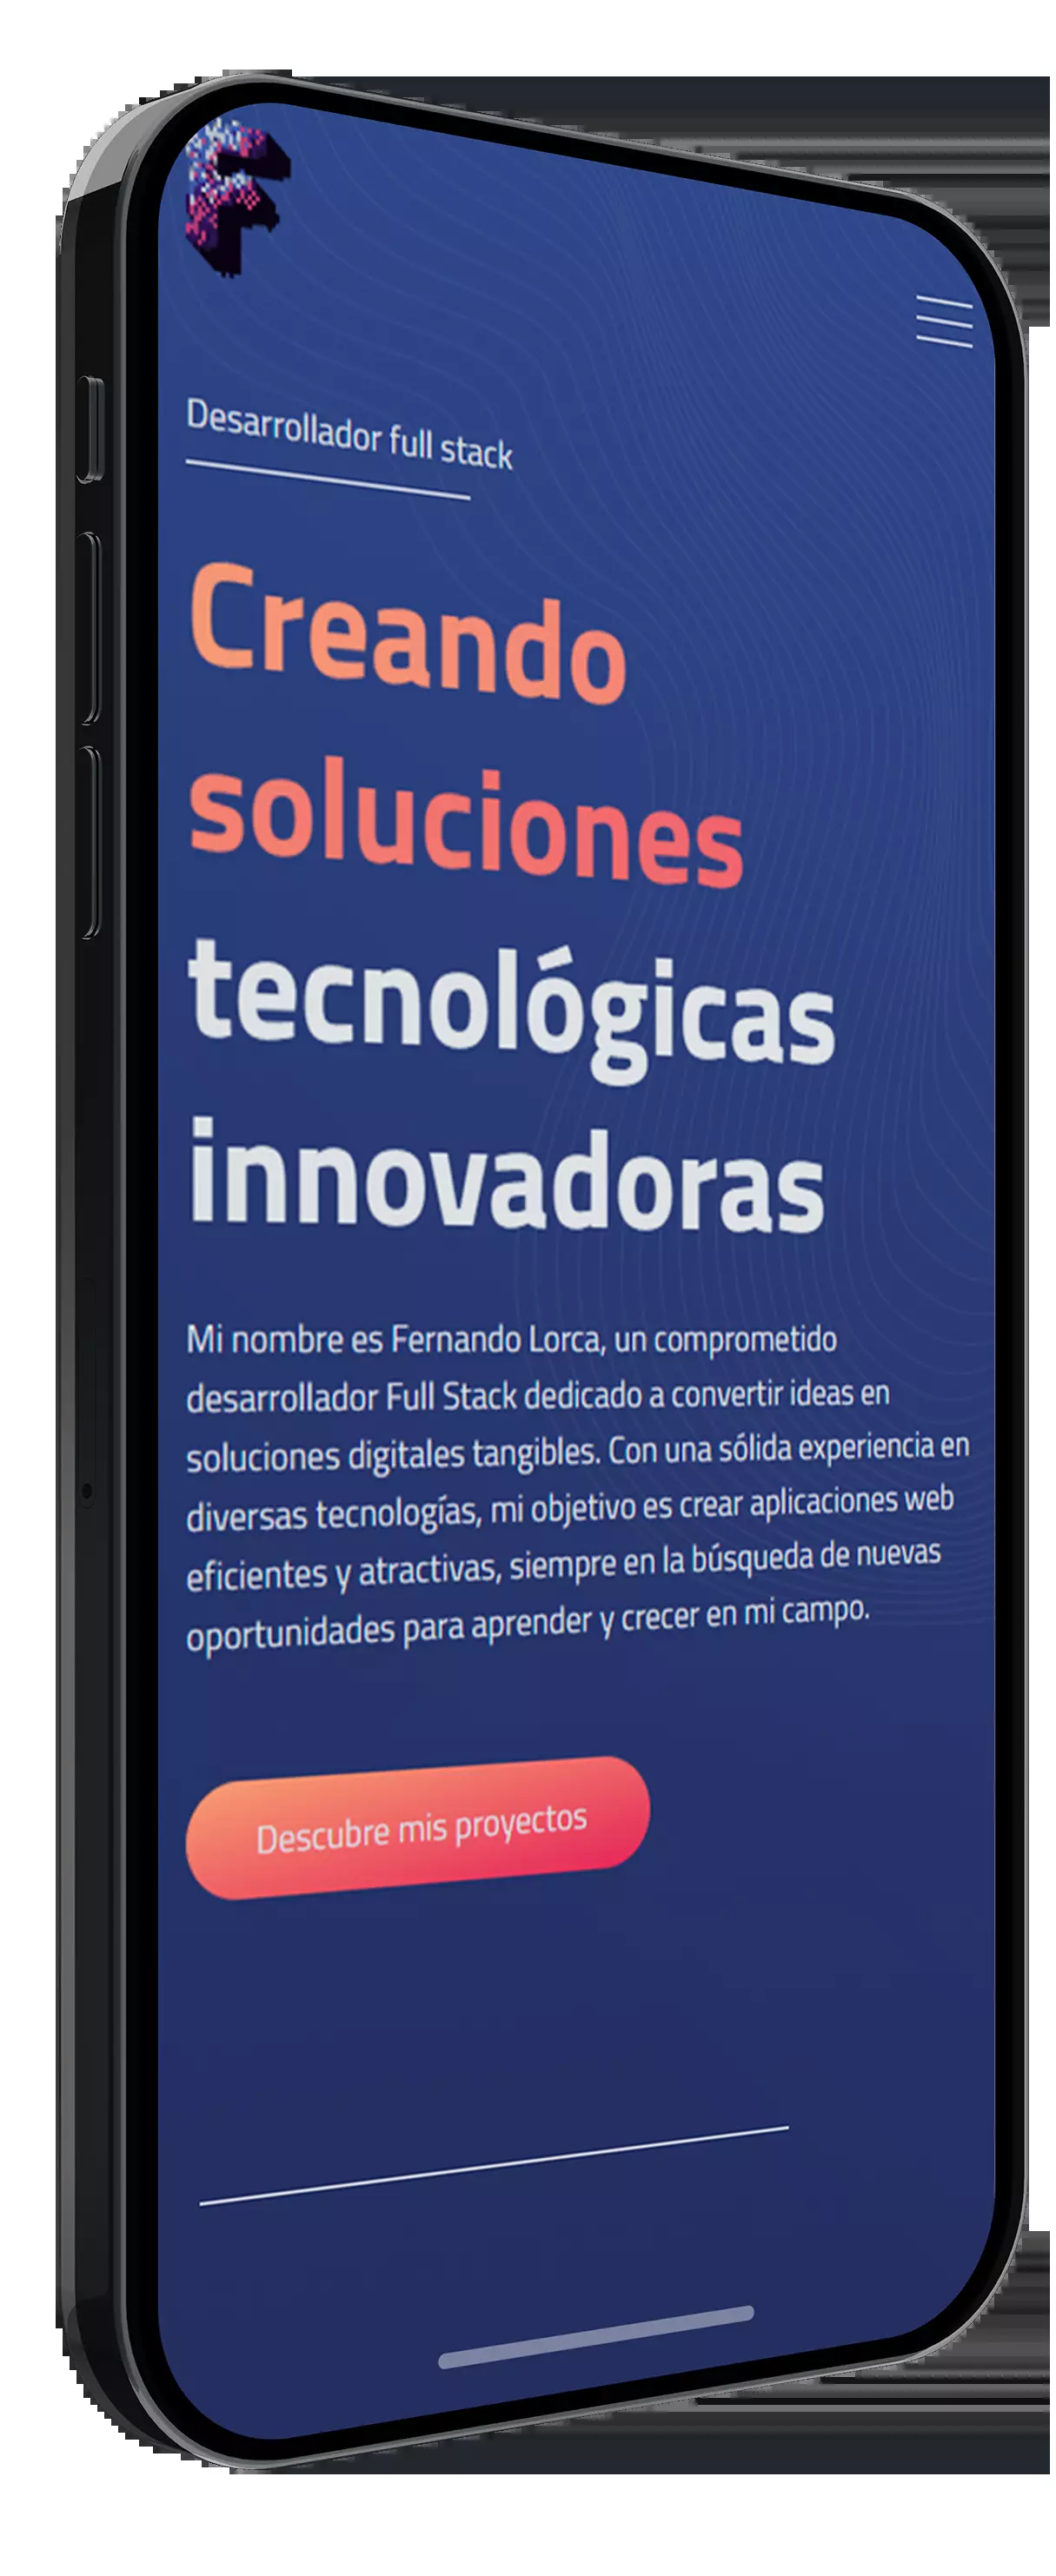 F
Desarrollador full stack
Creando
soluciones
tecnológicas
innovadoras
Mi nombre es Fernando Lorca, un comprometido
desarrollador Full Stack dedicado a convertir ideas en
soluciones digitales tangibles. Con una sólida experiencia en
diversas tecnologías, mi objetivo es crear aplicaciones web
eficientes y atractivas, siempre en la búsqueda de nuevas
oportunidades para aprender y crecer en mi campo.
Descubre mis proyectos